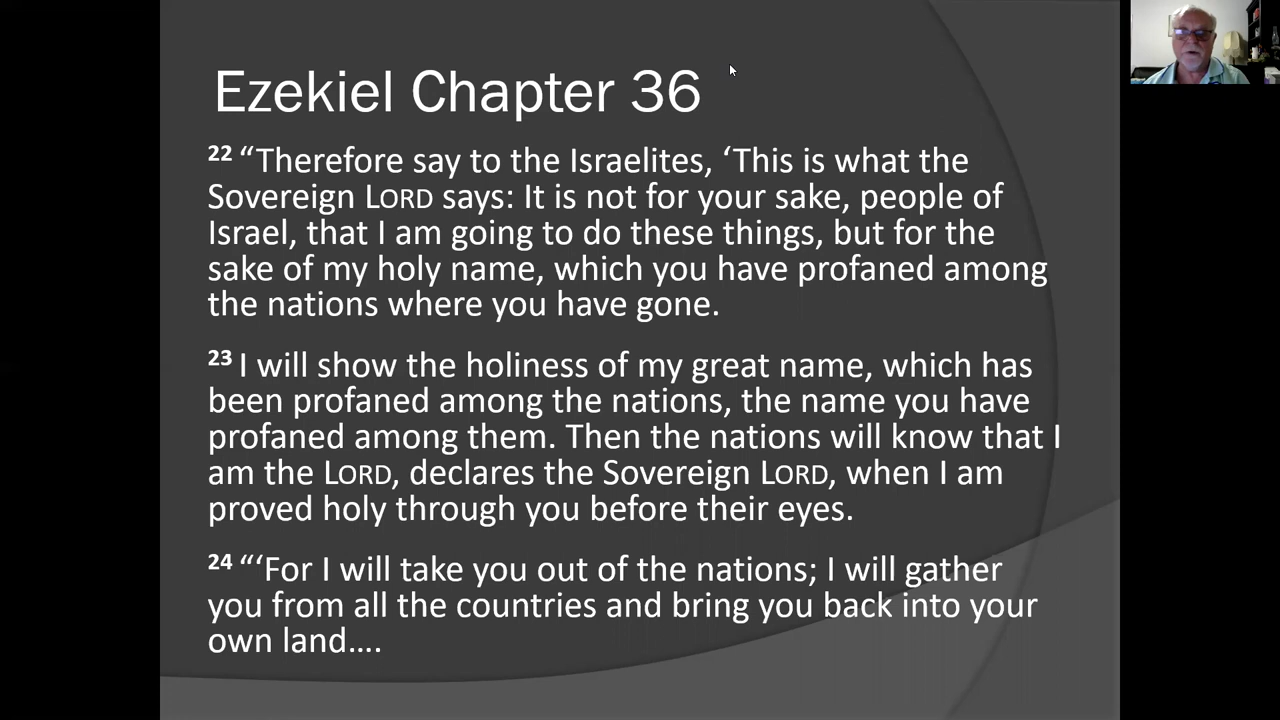 Ezekiel Chapter 36
22 “Therefore say to the Israelites, ‘This is what the
Sovereign LORD says: It is not for your sake, people of
Israel, that I am going to do these things, but for the
sake of my holy name, which you have profaned among
the nations where you have gone.
23 I will show the holiness of my great name, which has
been profaned among the nations, the name you have
profaned among them. Then the nations will know that I
am the LORD, declares the Sovereign LORD, when I am
proved holy through you before their eyes.
24 “‘For I will take you out of the nations; I will gather
you from all the countries and bring you back into your
own land….